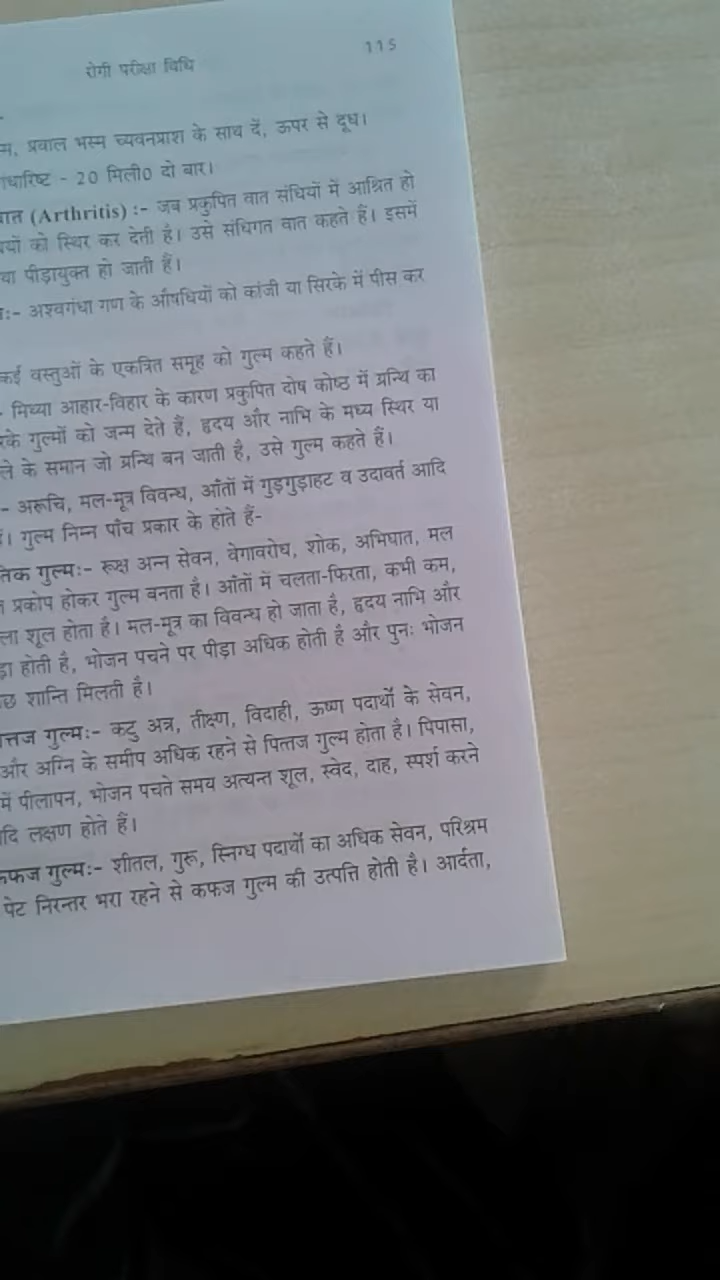 रोगी परीक्षा विधि 115
प्रवाल भस्म च्यवनप्राश के साथ दें, ऊपर से दूध।
- 20 मिली0 दो बार।
(Arthritis) :- जब प्रकुपित वात संधियों में आश्रित हो
को स्थिर कर देती है। उसे संधिगत वात कहते हैं। इसमें
या पीड़ायुक्त हो जाती हैं।
:- अश्वगंधा गण के औषधियों को कांजी या सिरके में पीस कर
कई वस्तुओं के एकत्रित समूह को गुल्म कहते हैं।
- मिथ्या आहार-विहार के कारण प्रकुपित दोष कोष्ठ में ग्रन्थि का
के गुल्मों को जन्म देते हैं, हृदय और नाभि के मध्य स्थिर या
के समान जो ग्रन्थि बन जाती है, उसे गुल्म कहते हैं।
- अरूचि, मल-मूत्र विवन्ध, आँतों में गुड़गुड़ाहट व उदावर्त आदि
। गुल्म निम्न पाँच प्रकार के होते हैं-
गुल्मः- रूक्ष अन्न सेवन, वेगावरोध, शोक, अभिघात, मल
प्रकोप होकर गुल्म बनता है। आँतों में चलता-फिरता, कभी कम,
शूल होता है। मल-मूत्र का विवन्ध हो जाता है, हृदय नाभि और
होती है, भोजन पचने पर पीड़ा अधिक होती है और पुनः भोजन
शान्ति मिलती है।
गुल्मः- कटु अन्न, तीक्ष्ण, विदाही, ऊष्ण पदार्थों के सेवन,
और अग्नि के समीप अधिक रहने से पित्तज गुल्म होता है। पिपासा,
में पीलापन, भोजन पचते समय अत्यन्त शूल, स्वेद, दाह, स्पर्श करने
लक्षण होते हैं।
कफज गुल्मः- शीतल, गुरू, स्निग्ध पदार्थों का अधिक सेवन, परिश्रम
पेट निरन्तर भरा रहने से कफज गुल्म की उत्पत्ति होती है। आर्दता,